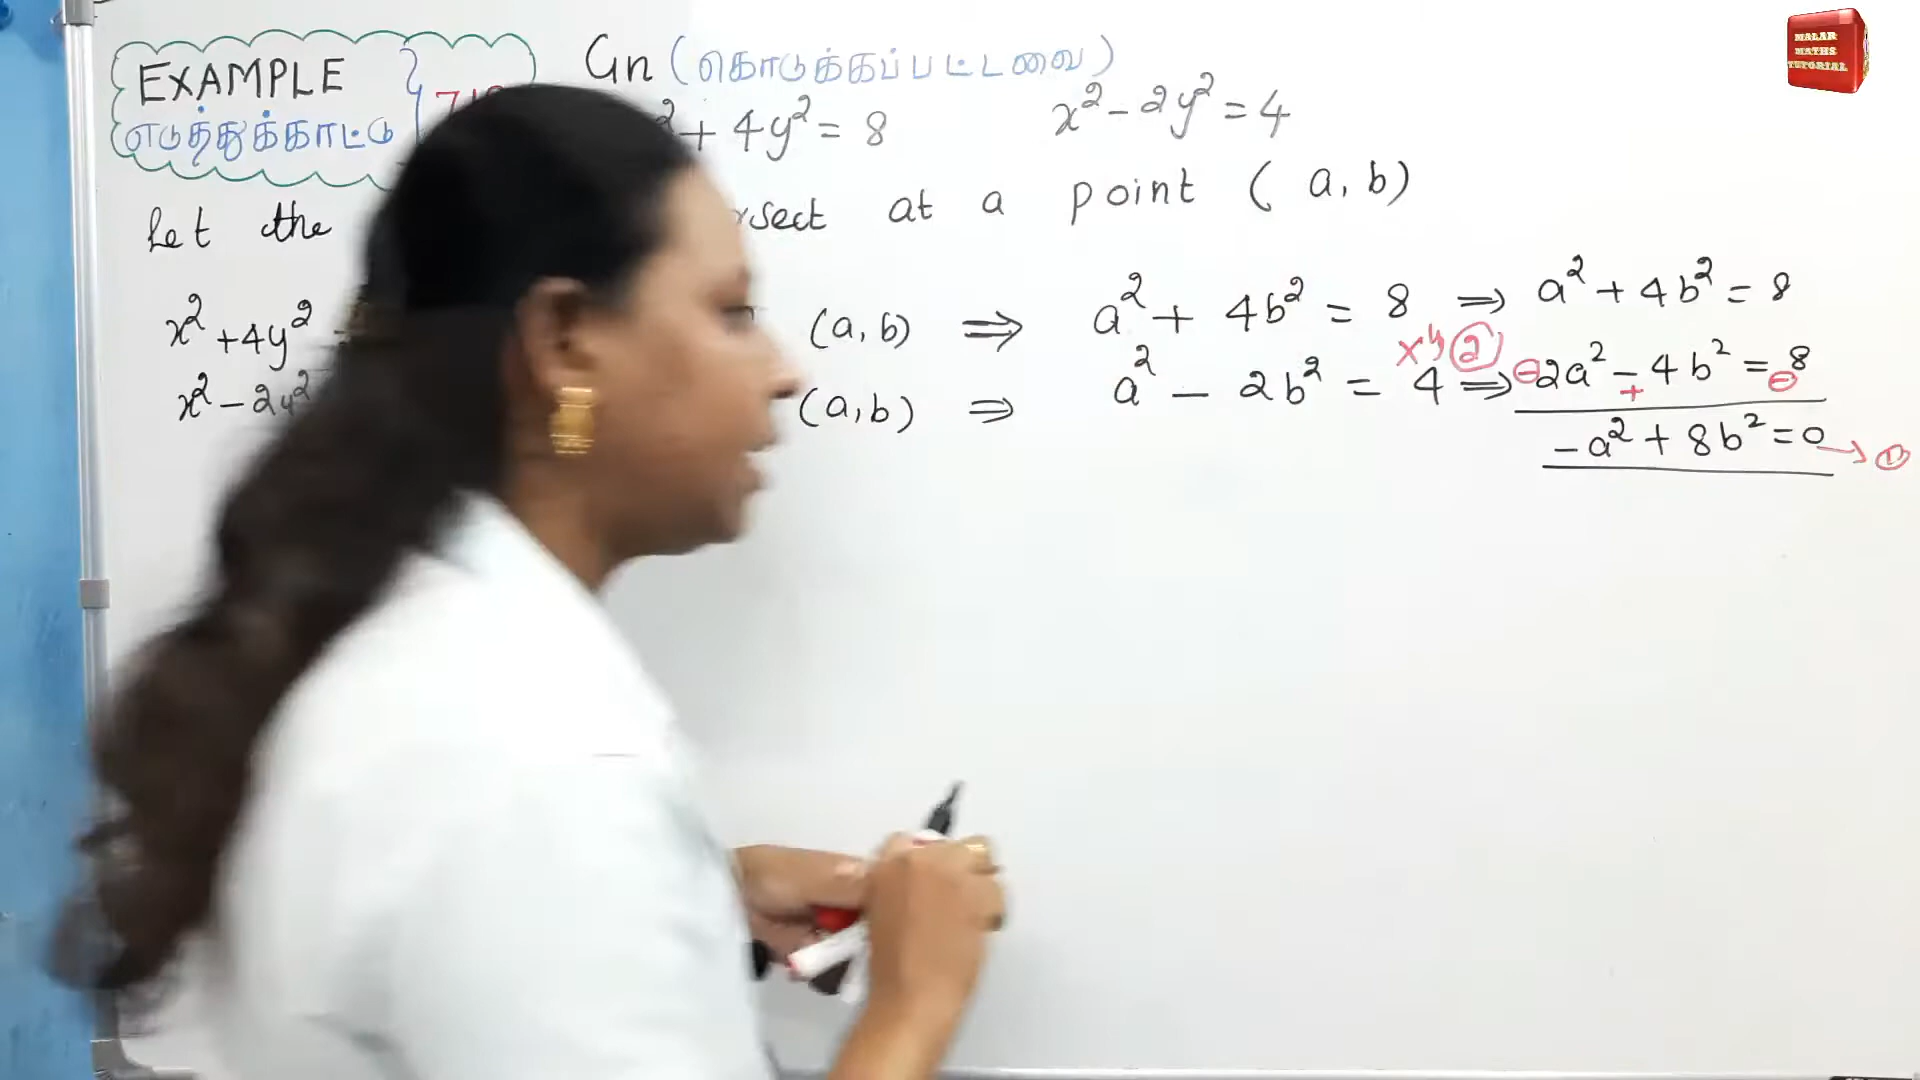 EXAMPLE
எடுத்துக்காட்டு
Gn (கொடுக்கப்பட்டவை)
+ 4y² = 8 x² - 2y² = 4
Let the at a point (a, b)
x² + 4y² (a, b) ⇒ a² + 4b² = 8 ⇒ a² + 4b² = 8
x² - 2y² (a, b) ⇒ a² - 2b² = 4 ⇒ 2a² - 4b² = 8
× ly ②
⊖ + ⊖
- a² + 8b² = 0 → ①
MALAR
MATHS
TUTORIAL